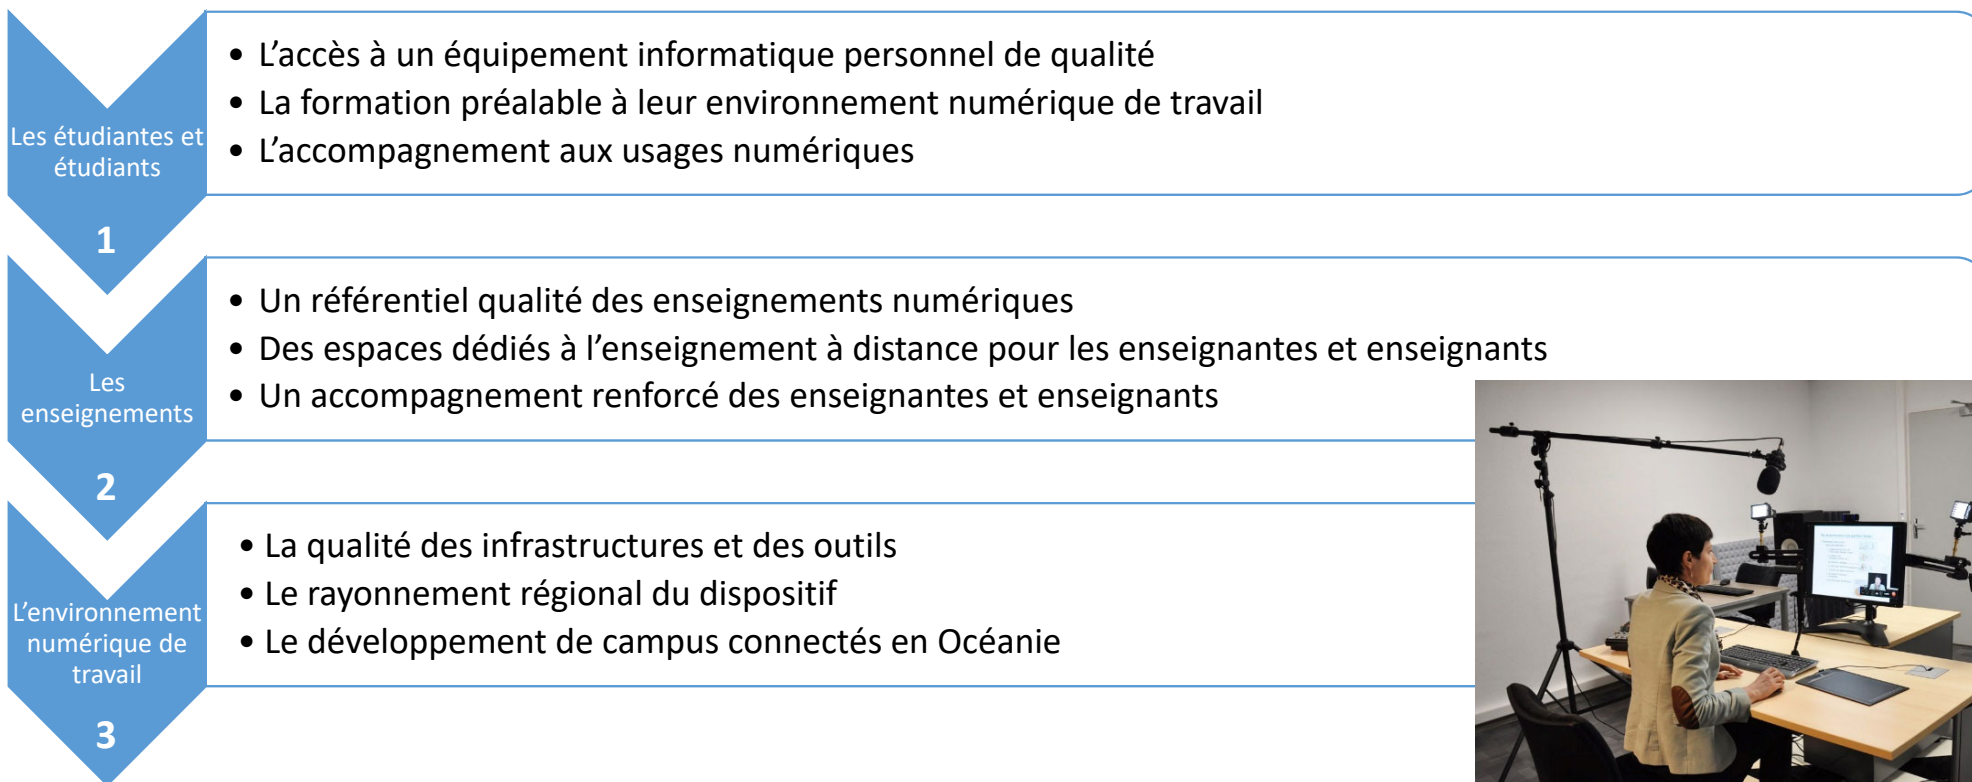 Les étudiantes et
étudiants
1
• L’accès à un équipement informatique personnel de qualité
• La formation préalable à leur environnement numérique de travail
• L’accompagnement aux usages numériques
Les
enseignements
2
• Un référentiel qualité des enseignements numériques
• Des espaces dédiés à l’enseignement à distance pour les enseignantes et enseignants
• Un accompagnement renforcé des enseignantes et enseignants
L’environnement
numérique de
travail
3
• La qualité des infrastructures et des outils
• Le rayonnement régional du dispositif
• Le développement de campus connectés en Océanie